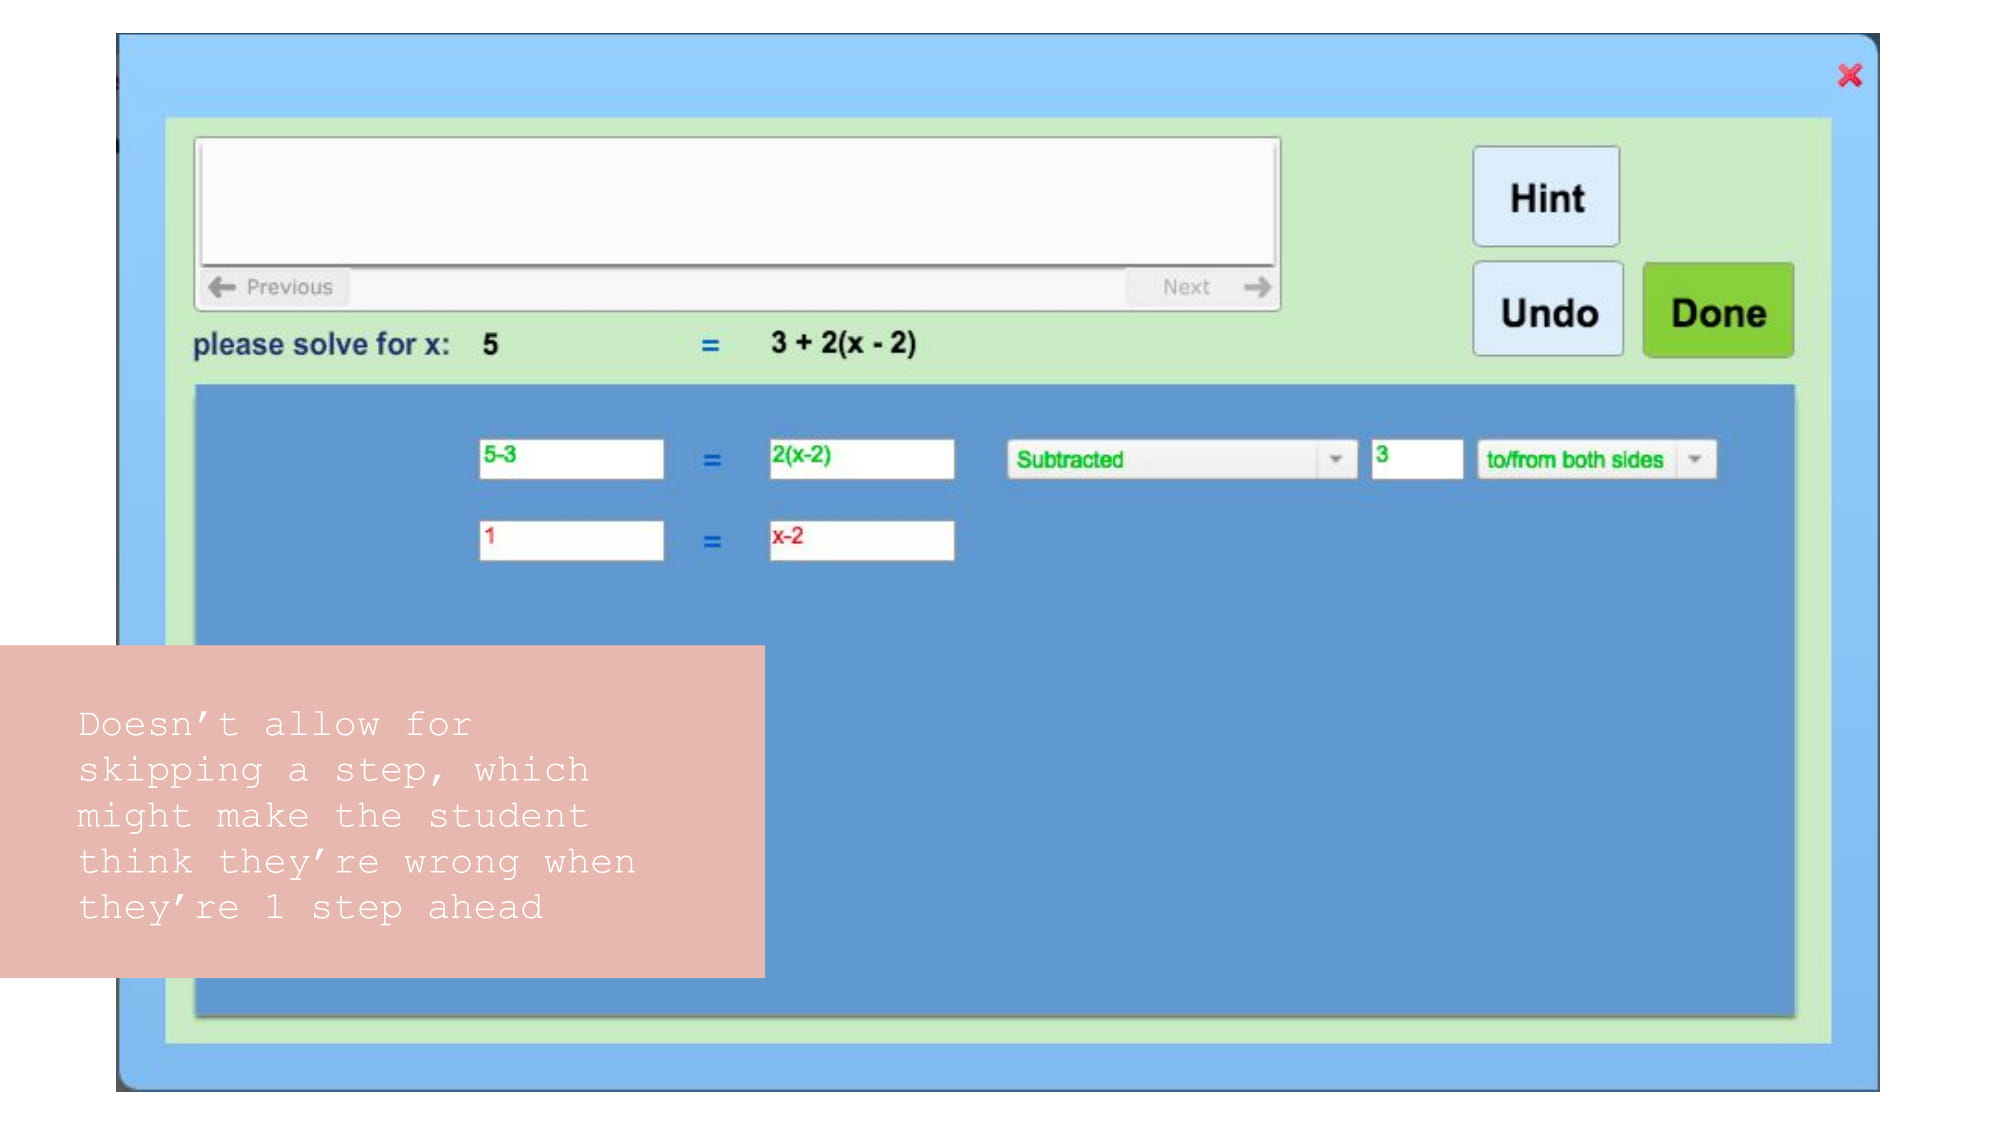 Hint
Previous Next
Undo Done
please solve for x: 5 = 3 + 2(x - 2)
5-3 = 2(x-2) Subtracted 3 to/from both sides
1 = x-2
Doesn’t allow for
skipping a step, which
might make the student
think they’re wrong when
they’re 1 step ahead